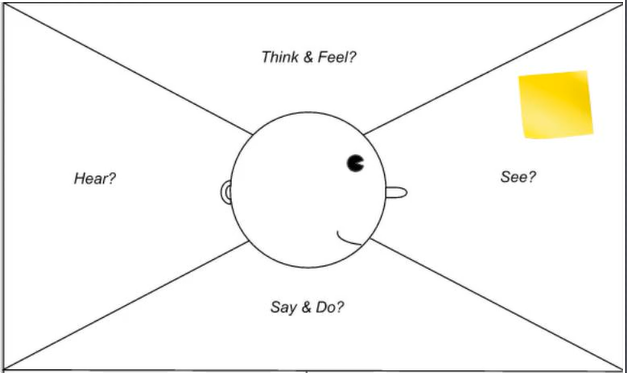 Think & Feel?
Hear?
See?
Say & Do?